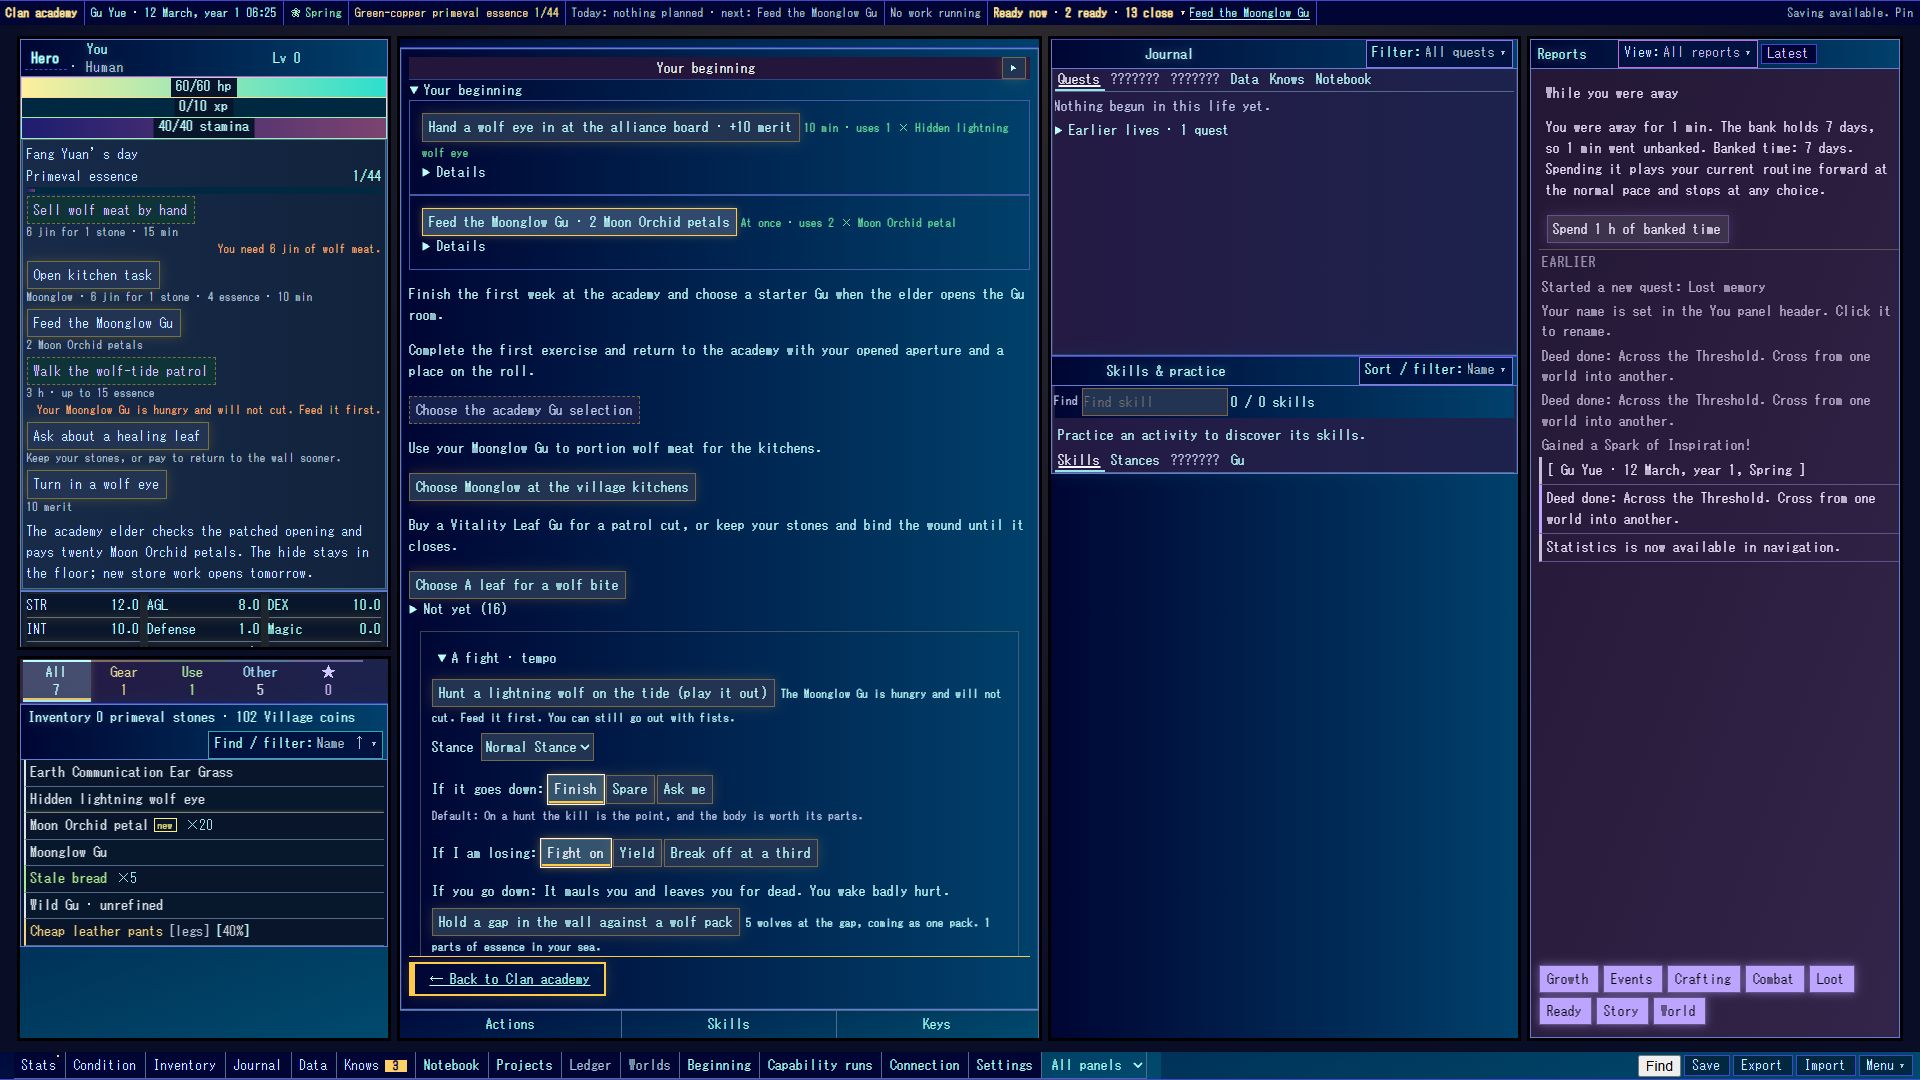 Clan academy
Gu Yue · 12 March, year 1 06:25
❀ Spring
Green-copper primeval essence 1/44
Today: nothing planned · next: Feed the Moonglow Gu
No work running
Ready now · 2 ready · 13 close ▾ Feed the Moonglow Gu
Saving available. Pin
Hero · You
Human
Lv 0
60/60 hp
0/10 xp
40/40 stamina
Fang Yuan's day
Primeval essence 1/44
Sell wolf meat by hand
6 jin for 1 stone · 15 min
You need 6 jin of wolf meat.
Open kitchen task
Moonglow · 6 jin for 1 stone · 4 essence · 10 min
Feed the Moonglow Gu
2 Moon Orchid petals
Walk the wolf-tide patrol
3 h · up to 15 essence
Your Moonglow Gu is hungry and will not cut. Feed it first.
Ask about a healing leaf
Keep your stones, or pay to return to the wall sooner.
Turn in a wolf eye
10 merit
The academy elder checks the patched opening and
pays twenty Moon Orchid petals. The hide stays in
the floor; new store work opens tomorrow.
STR 12.0 AGL 8.0 DEX 10.0
INT 10.0 Defense 1.0 Magic 0.0
All 7
Gear 1
Use 1
Other 5
★ 0
Inventory 0 primeval stones · 102 Village coins
Find / filter: Name ↑ ▾
Earth Communication Ear Grass
Hidden lightning wolf eye
Moon Orchid petal new ×20
Moonglow Gu
Stale bread ×5
Wild Gu · unrefined
Cheap leather pants [legs] [40%]
Your beginning
▶
▼ Your beginning
Hand a wolf eye in at the alliance board · +10 merit 10 min · uses 1 × Hidden lightning
wolf eye
▶ Details
Feed the Moonglow Gu · 2 Moon Orchid petals At once · uses 2 × Moon Orchid petal
▶ Details
Finish the first week at the academy and choose a starter Gu when the elder opens the Gu
room.
Complete the first exercise and return to the academy with your opened aperture and a
place on the roll.
Choose the academy Gu selection
Use your Moonglow Gu to portion wolf meat for the kitchens.
Choose Moonglow at the village kitchens
Buy a Vitality Leaf Gu for a patrol cut, or keep your stones and bind the wound until it
closes.
Choose A leaf for a wolf bite
▶ Not yet (16)
▼ A fight · tempo
Hunt a lightning wolf on the tide (play it out) The Moonglow Gu is hungry and will not
cut. Feed it first. You can still go out with fists.
Stance Normal Stance
If it goes down: Finish Spare Ask me
Default: On a hunt the kill is the point, and the body is worth its parts.
If I am losing: Fight on Yield Break off at a third
If you go down: It mauls you and leaves you for dead. You wake badly hurt.
Hold a gap in the wall against a wolf pack 5 wolves at the gap, coming as one pack. 1
parts of essence in your sea.
← Back to Clan academy
Actions Skills Keys
Journal
Filter: All quests ▾
Quests ??????? ??????? Data Knows Notebook
Nothing begun in this life yet.
▶ Earlier lives · 1 quest
Skills & practice
Sort / filter: Name ▾
Find Find skill 0 / 0 skills
Practice an activity to discover its skills.
Skills Stances ??????? Gu
Reports
View: All reports ▾
Latest
While you were away
You were away for 1 min. The bank holds 7 days,
so 1 min went unbanked. Banked time: 7 days.
Spending it plays your current routine forward at
the normal pace and stops at any choice.
Spend 1 h of banked time
EARLIER
Started a new quest: Lost memory
Your name is set in the You panel header. Click it
to rename.
Deed done: Across the Threshold. Cross from one
world into another.
Deed done: Across the Threshold. Cross from one
world into another.
Gained a Spark of Inspiration!
[ Gu Yue · 12 March, year 1, Spring ]
Deed done: Across the Threshold. Cross from one
world into another.
Statistics is now available in navigation.
Growth Events Crafting Combat Loot
Ready Story World
Stats Condition Inventory Journal Data Knows 3 Notebook Projects Ledger Worlds Beginning Capability runs Connection Settings All panels
Find Save Export Import Menu ▾